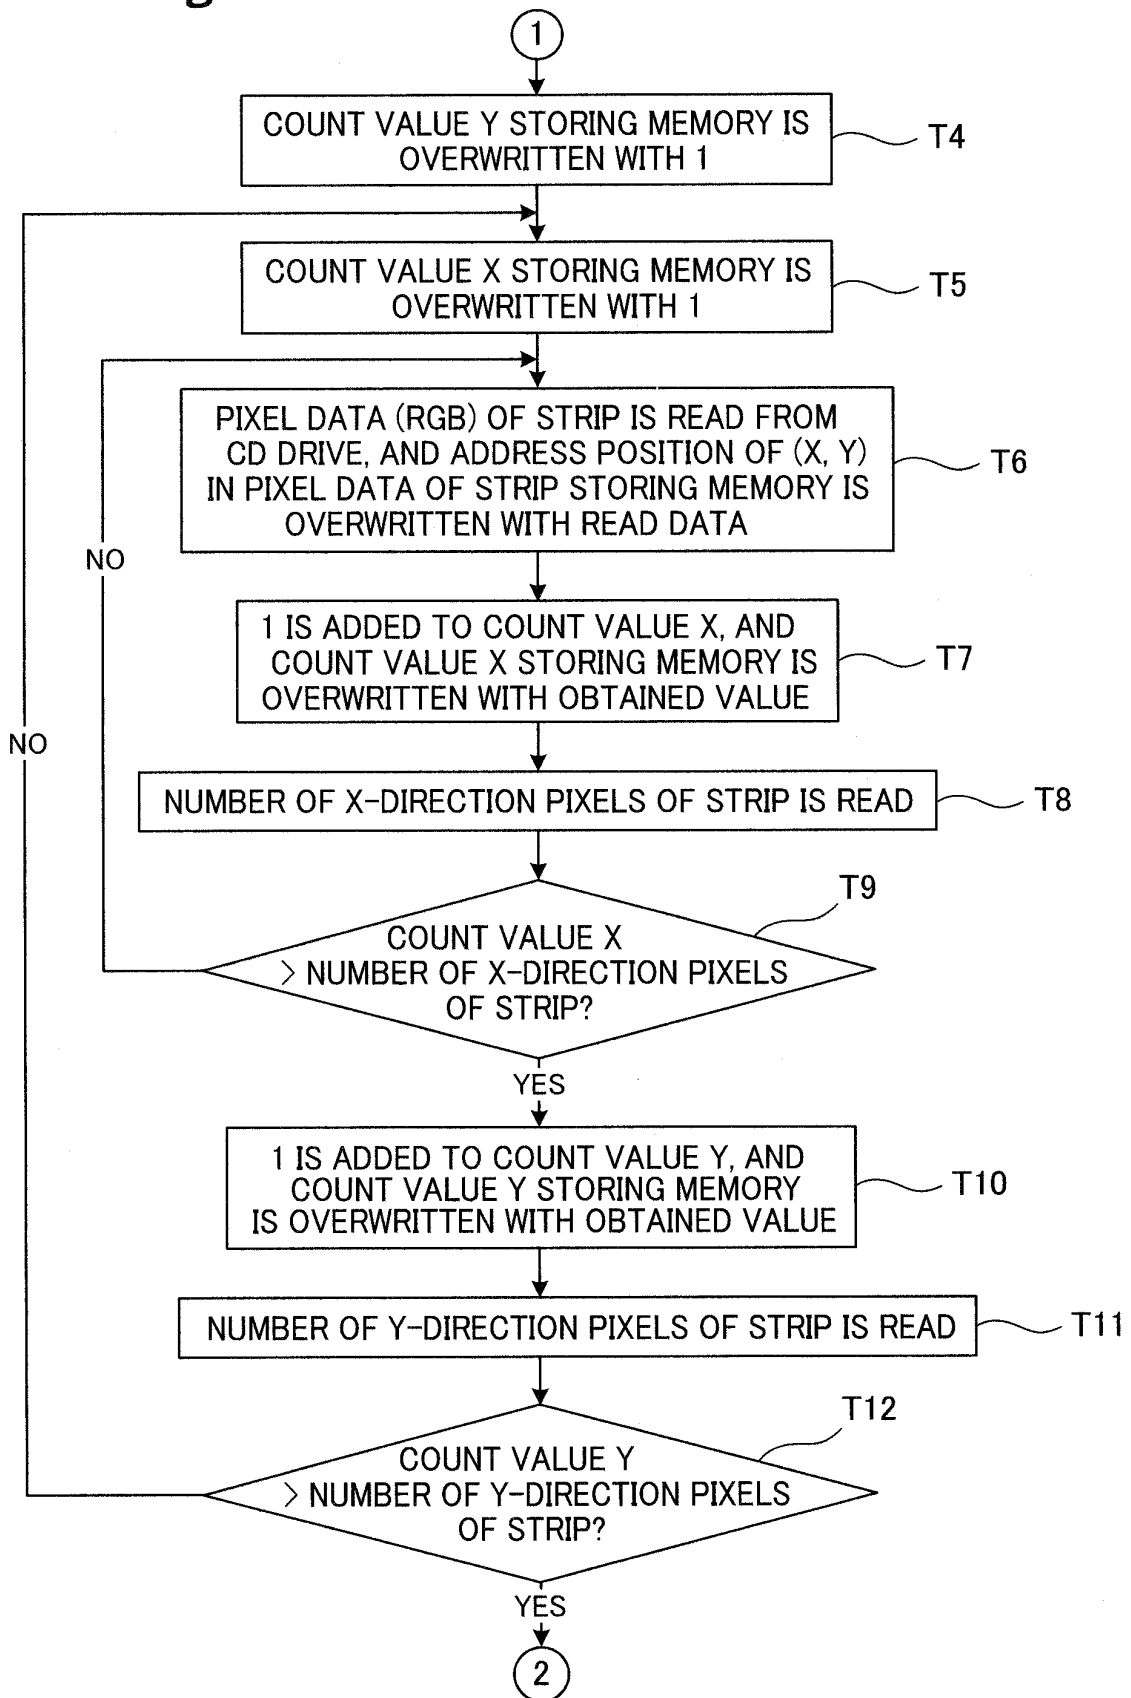 1
COUNT VALUE Y STORING MEMORY IS
OVERWRITTEN WITH 1
T4
COUNT VALUE X STORING MEMORY IS
OVERWRITTEN WITH 1
T5
PIXEL DATA (RGB) OF STRIP IS READ FROM
CD DRIVE, AND ADDRESS POSITION OF (X, Y)
IN PIXEL DATA OF STRIP STORING MEMORY IS
OVERWRITTEN WITH READ DATA
T6
NO
1 IS ADDED TO COUNT VALUE X, AND
COUNT VALUE X STORING MEMORY IS
OVERWRITTEN WITH OBTAINED VALUE
T7
NO
NUMBER OF X-DIRECTION PIXELS OF STRIP IS READ
T8
T9
COUNT VALUE X
> NUMBER OF X-DIRECTION PIXELS
OF STRIP?
YES
1 IS ADDED TO COUNT VALUE Y, AND
COUNT VALUE Y STORING MEMORY
IS OVERWRITTEN WITH OBTAINED VALUE
T10
NUMBER OF Y-DIRECTION PIXELS OF STRIP IS READ
T11
T12
COUNT VALUE Y
> NUMBER OF Y-DIRECTION PIXELS
OF STRIP?
YES
2